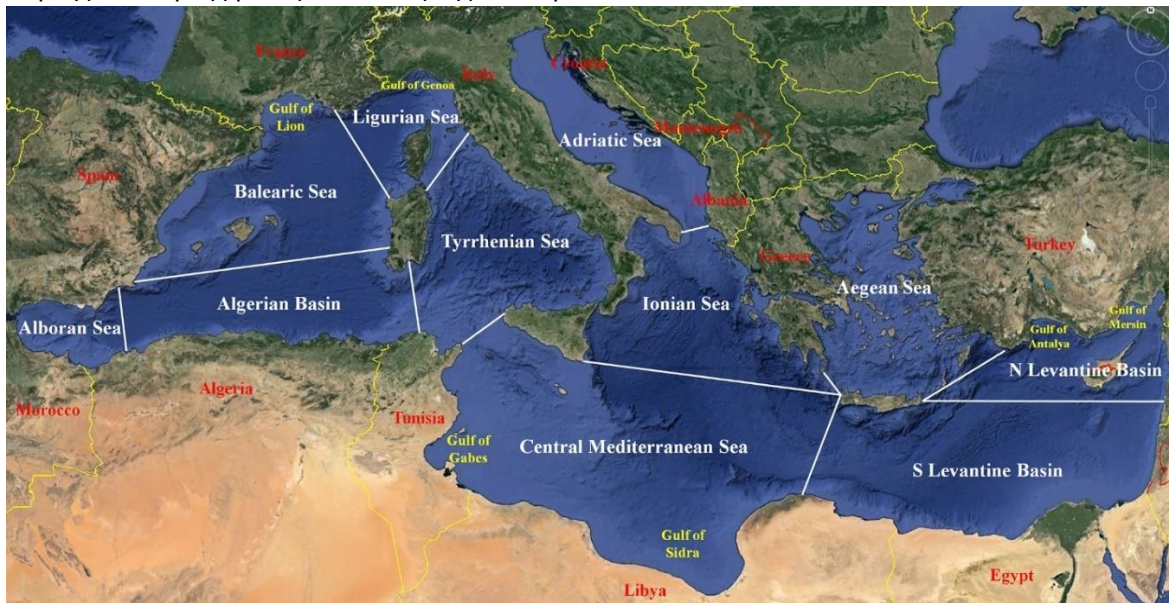 France
Croatia
Italy
Gulf of Genoa
Gulf of
Lion
Ligurian Sea
Adriatic Sea
Montenegro
Spain
Balearic Sea
Albania
Tyrrhenian Sea
Turkey
Greece
Aegean Sea
Ionian Sea
Algerian Basin
Alboran Sea
Gulf of
Mersin
Gulf of
Antalya
N Levantine Basin
Algeria
Morocco
Tunisia
Gulf of
Gabes
Central Mediterranean Sea
S Levantine Basin
Gulf of
Sidra
Egypt
Libya